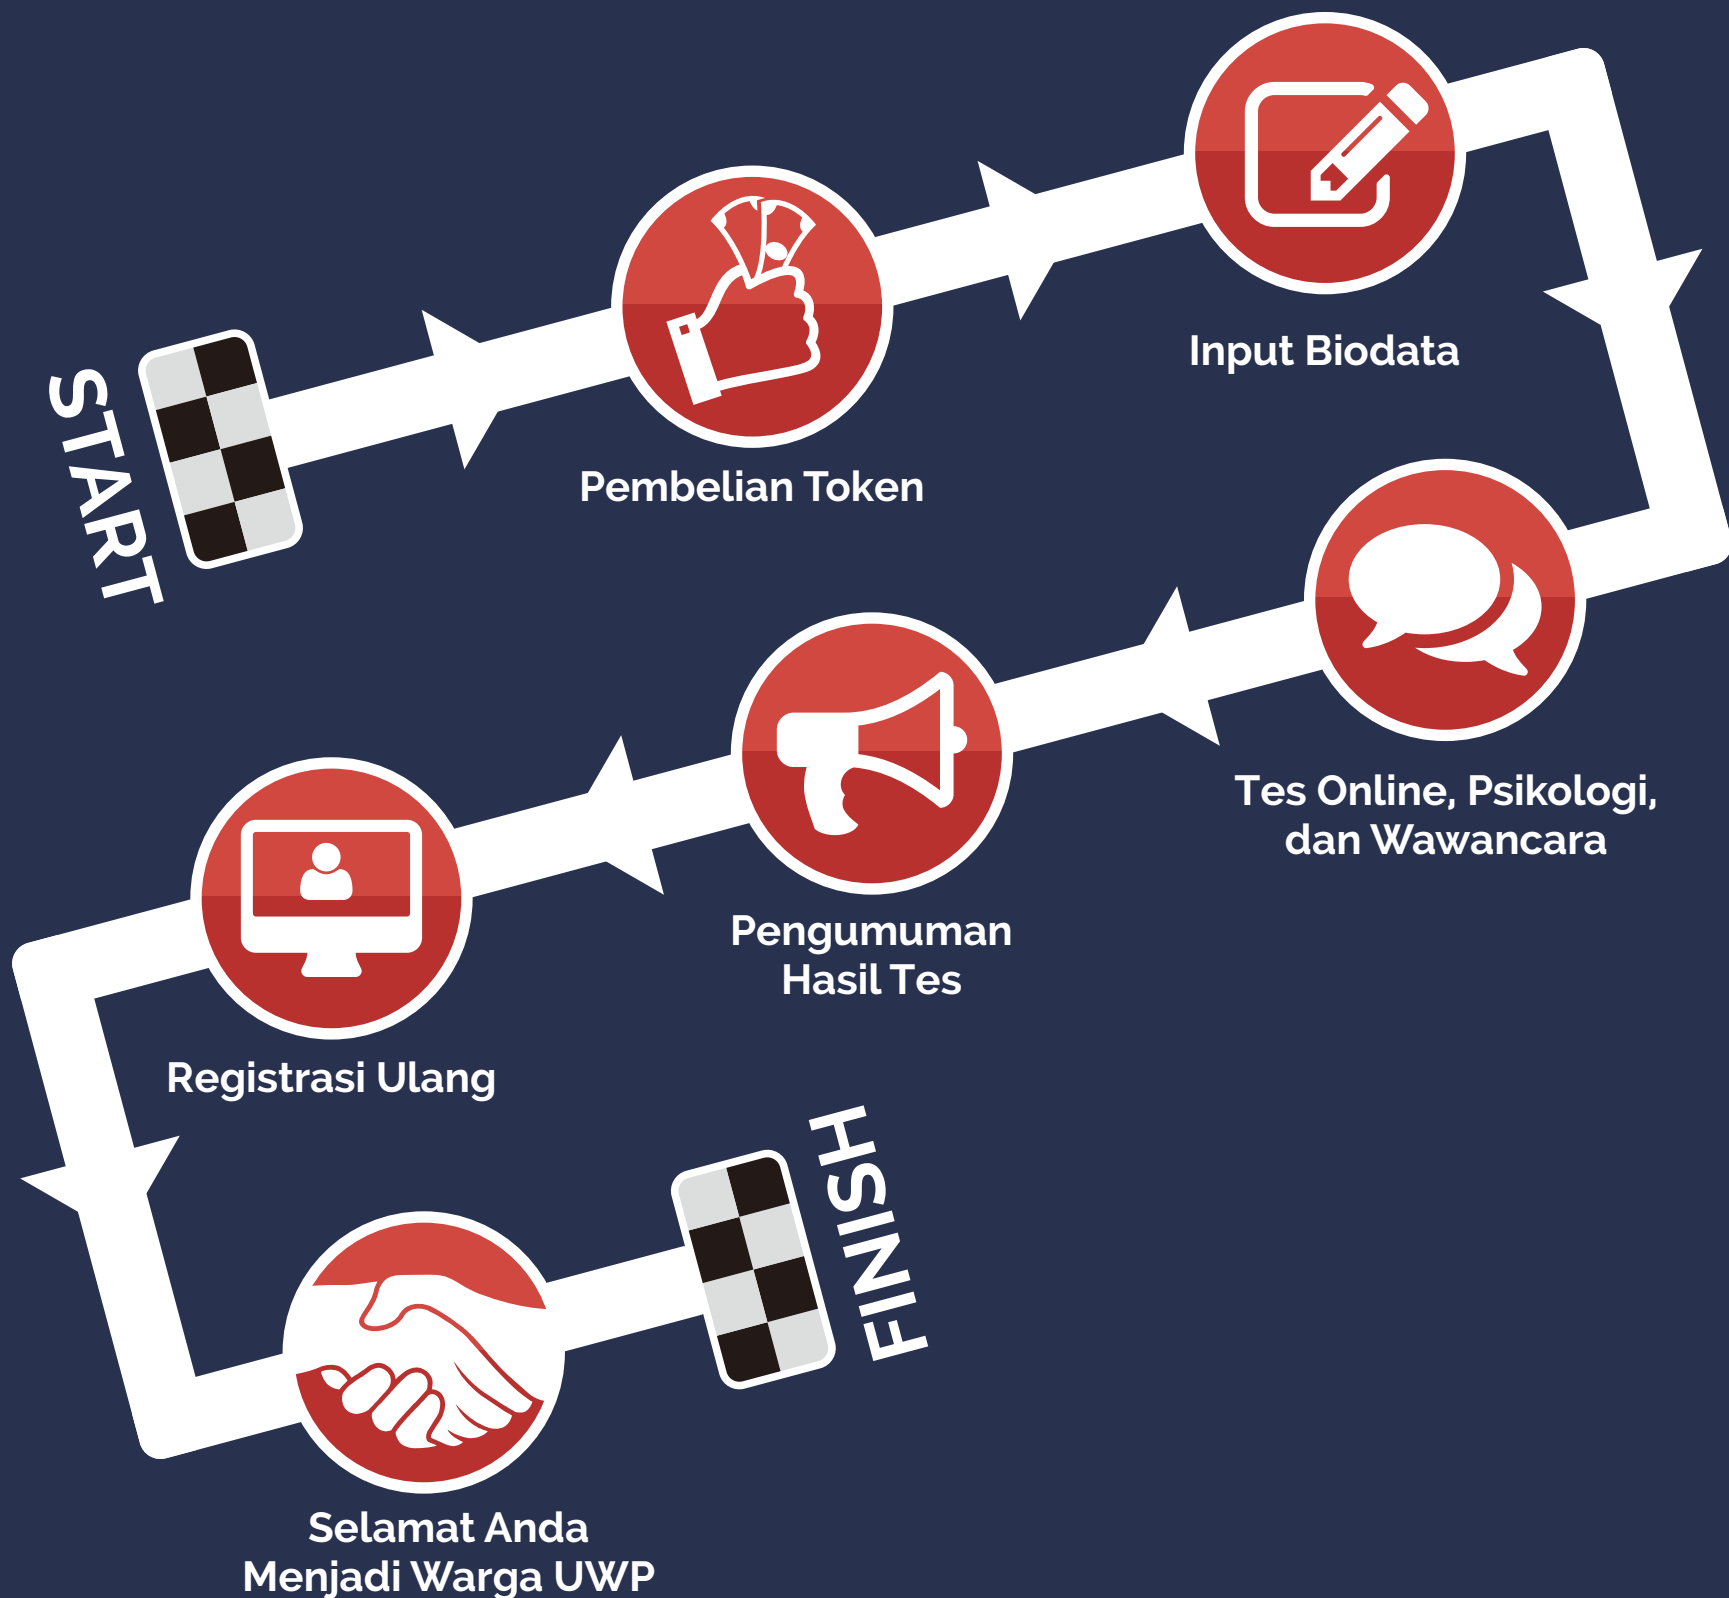 START
Pembelian Token
Input Biodata
Tes Online, Psikologi,
dan Wawancara
Pengumuman
Hasil Tes
Registrasi Ulang
Selamat Anda
Menjadi Warga UWP
FINISH